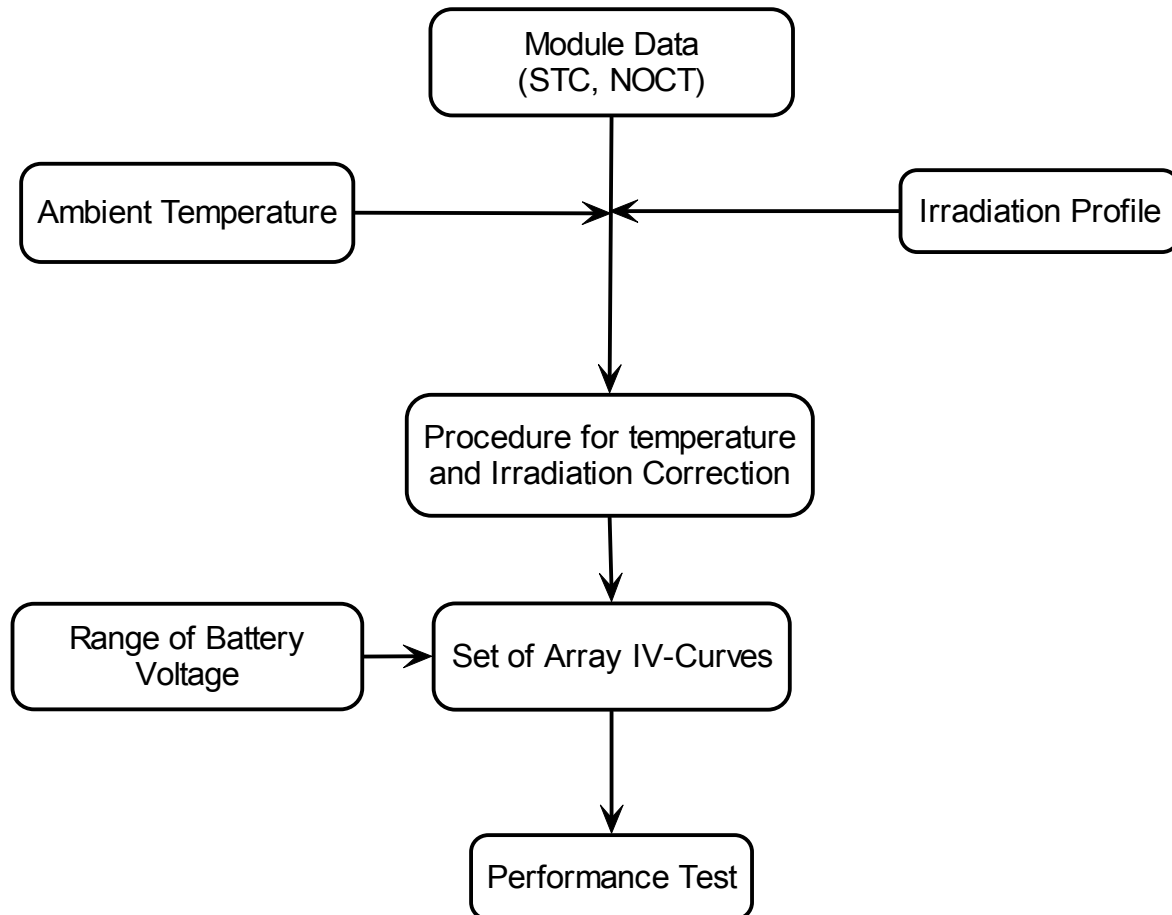 Module Data
(STC, NOCT)
Ambient Temperature
Irradiation Profile
Procedure for temperature
and Irradiation Correction
Range of Battery
Voltage
Set of Array IV-Curves
Performance Test